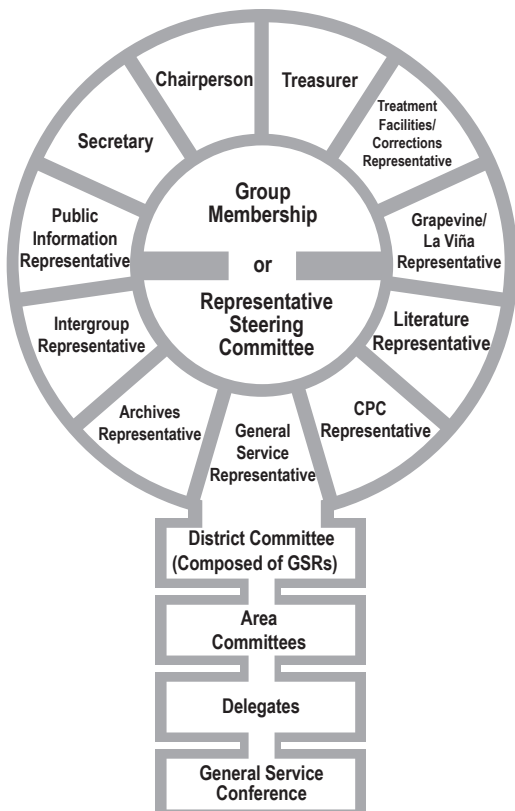 Chairperson
Treasurer
Treatment
Facilities/
Corrections
Representative
Grapevine/
La Viña
Representative
Literature
Representative
CPC
Representative
General
Service
Representative
Archives
Representative
Intergroup
Representative
Public
Information
Representative
Secretary
Group
Membership
or
Representative
Steering
Committee
District Committee
(Composed of GSRs)
Area
Committees
Delegates
General Service
Conference